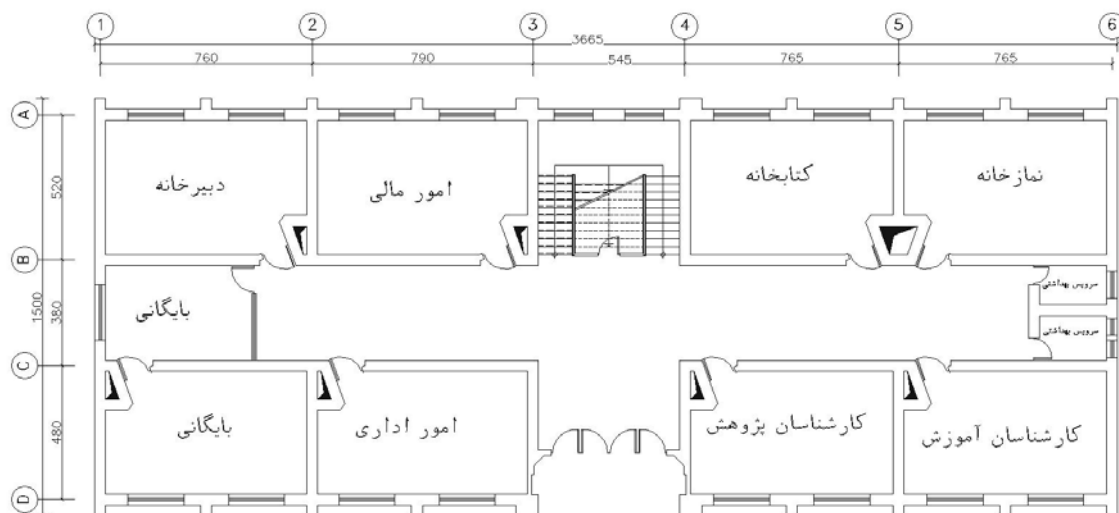 1 2 3 4 5 6
3665
760 790 545 765 765
A
دبیرخانه
امور مالی
کتابخانه
نمازخانه
520
B
1500
380
بایگانی
سرویس بهداشتی
سرویس بهداشتی
C
480
بایگانی
امور اداری
کارشناسان پژوهش
کارشناسان آموزش
D